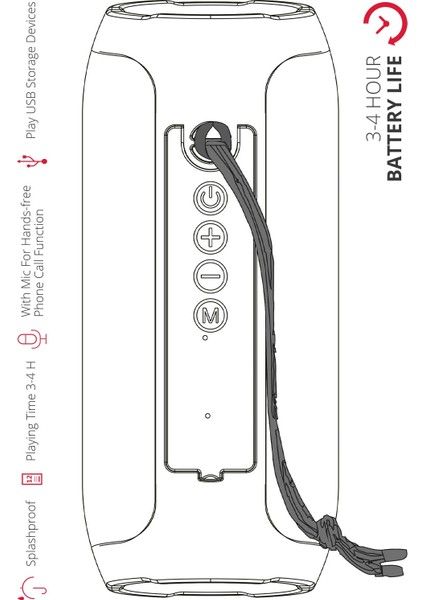 Play USB Storage Devices
With Mic For Hands-free
Phone Call Function
Playing Time 3-4 H
Splashproof
3-4 HOUR
BATTERY LIFE
M
12